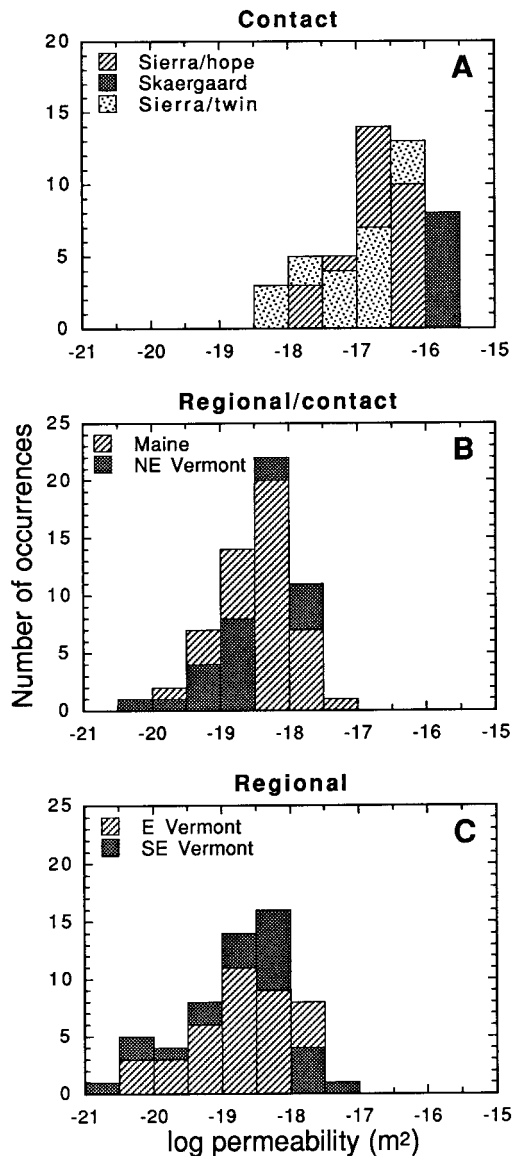 Contact
20
15
10
5
0
A
Sierra/hope
Skaergaard
Sierra/twin
-21 -20 -19 -18 -17 -16 -15
Regional/contact
25
20
15
10
5
0
B
Maine
NE Vermont
-21 -20 -19 -18 -17 -16 -15
Number of occurrences
Regional
25
20
15
10
5
0
C
E Vermont
SE Vermont
-21 -20 -19 -18 -17 -16 -15
log permeability (m²)